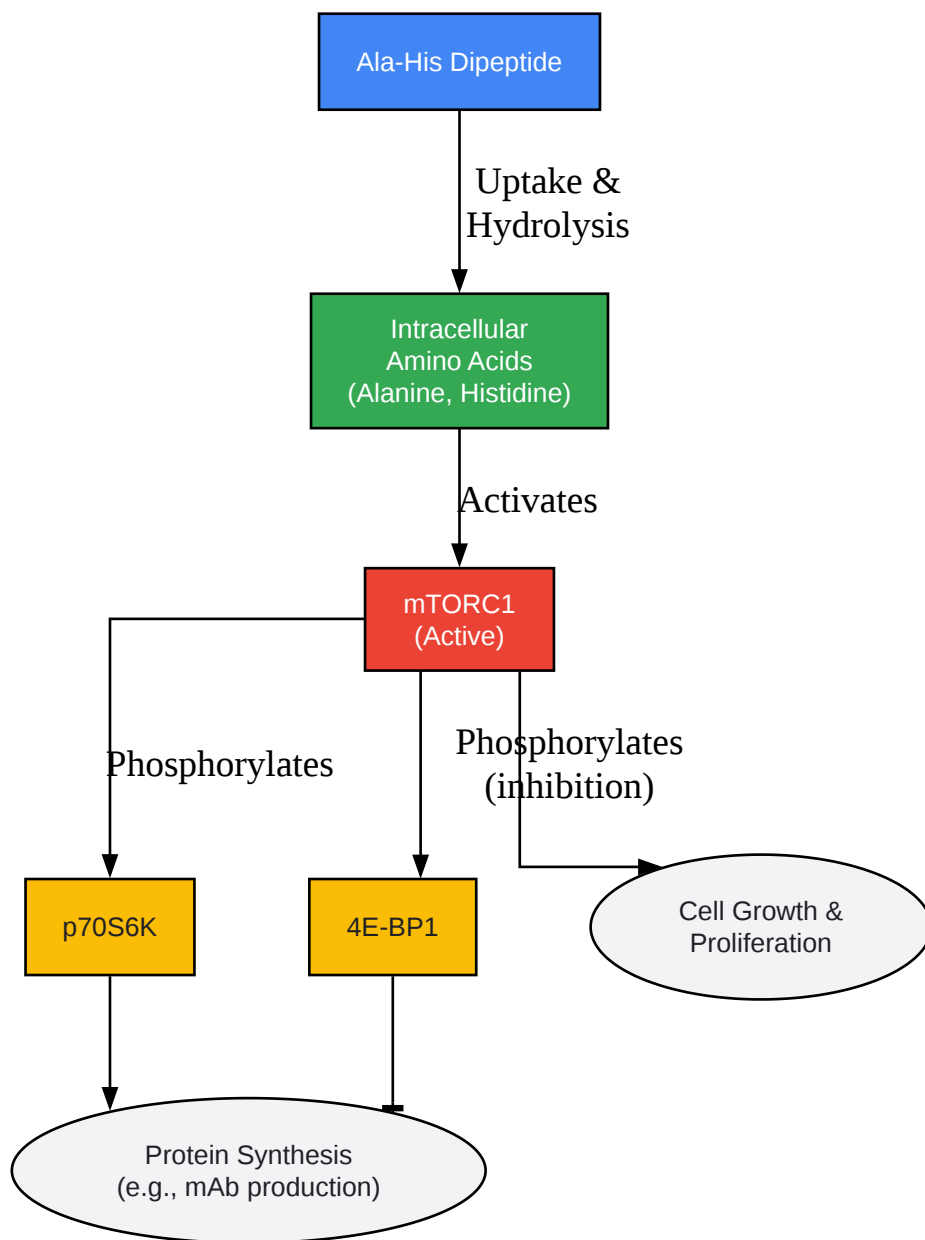 Ala-His Dipeptide
Uptake &
Hydrolysis
Intracellular
Amino Acids
(Alanine, Histidine)
Activates
mTORC1
(Active)
Phosphorylates
Phosphorylates
(inhibition)
p70S6K
4E-BP1
Cell Growth &
Proliferation
Protein Synthesis
(e.g., mAb production)